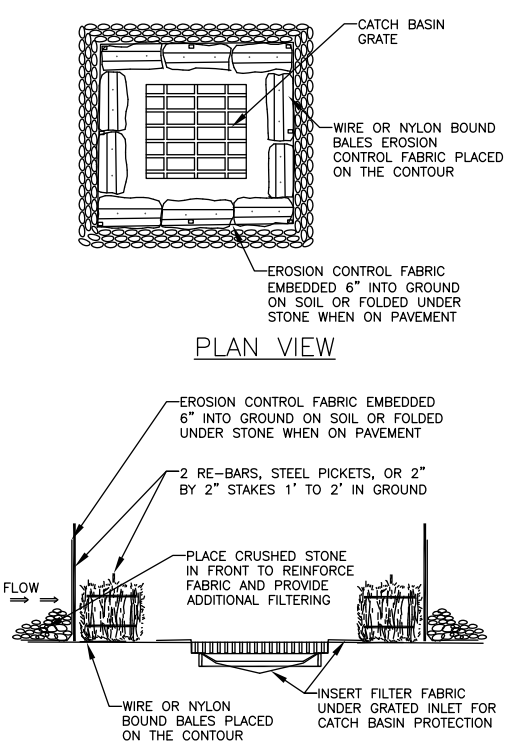 CATCH BASIN
GRATE
WIRE OR NYLON BOUND
BALES EROSION
CONTROL FABRIC PLACED
ON THE CONTOUR
EROSION CONTROL FABRIC
EMBEDDED 6" INTO GROUND
ON SOIL OR FOLDED UNDER
STONE WHEN ON PAVEMENT
PLAN VIEW
EROSION CONTROL FABRIC EMBEDDED
6" INTO GROUND ON SOIL OR FOLDED
UNDER STONE WHEN ON PAVEMENT
2 RE-BARS, STEEL PICKETS, OR 2"
BY 2" STAKES 1' TO 2' IN GROUND
PLACE CRUSHED STONE
IN FRONT TO REINFORCE
FABRIC AND PROVIDE
ADDITIONAL FILTERING
FLOW
WIRE OR NYLON
BOUND BALES PLACED
ON THE CONTOUR
INSERT FILTER FABRIC
UNDER GRATED INLET FOR
CATCH BASIN PROTECTION